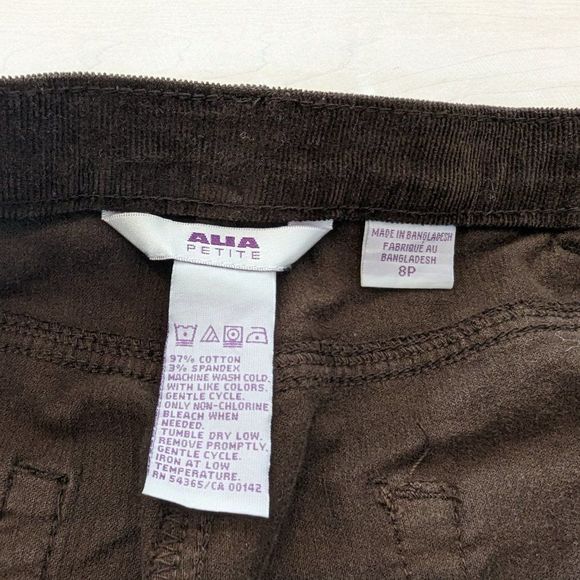 ALIA
PETITE
MADE IN BANGLADESH
FABRIQUÉ AU
BANGLADESH
8P
97% COTTON
3% SPANDEX
MACHINE WASH COLD.
WITH LIKE COLORS.
GENTLE CYCLE.
ONLY NON-CHLORINE
BLEACH WHEN
NEEDED.
TUMBLE DRY LOW.
REMOVE PROMPTLY.
GENTLE CYCLE.
IRON AT LOW
TEMPERATURE.
RN 54365/CA 00142